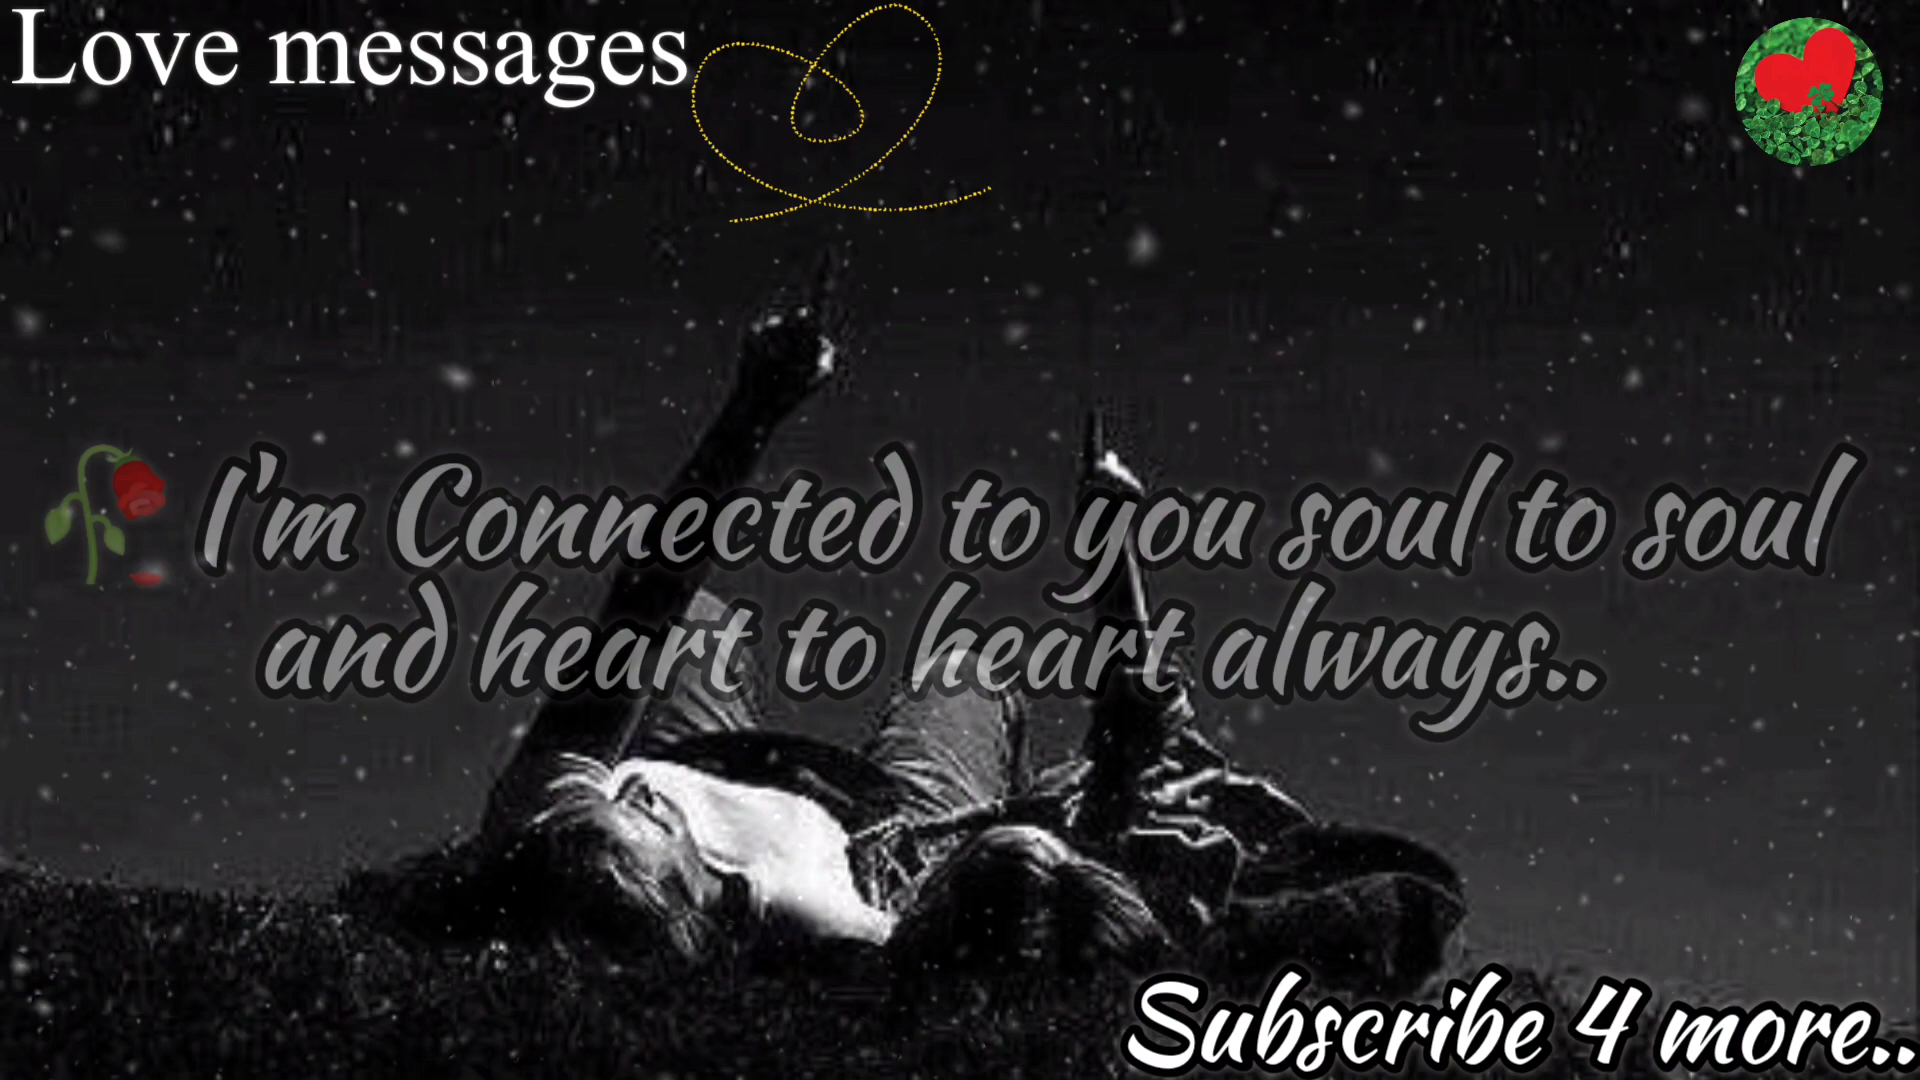 Love messages
🥀 I'm Connected to you soul to soul
and heart to heart always..
Subscribe 4 more..